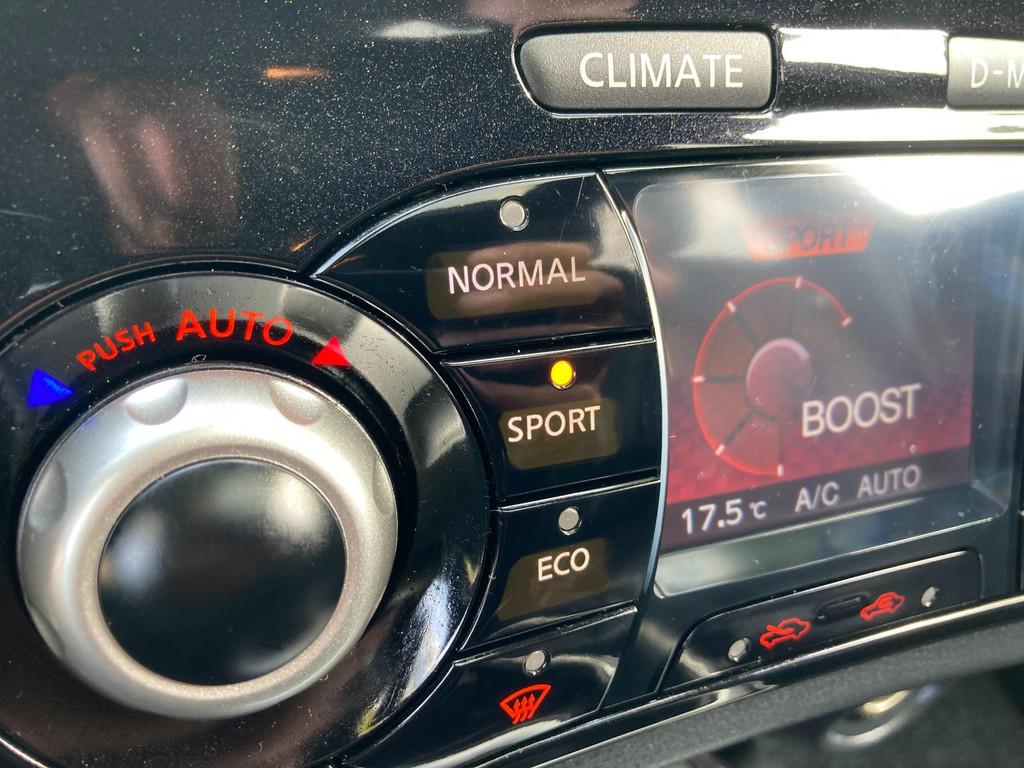 CLIMATE
D-M
NORMAL
SPORT
PUSH AUTO
SPORT
BOOST
ECO
17.5°C A/C AUTO